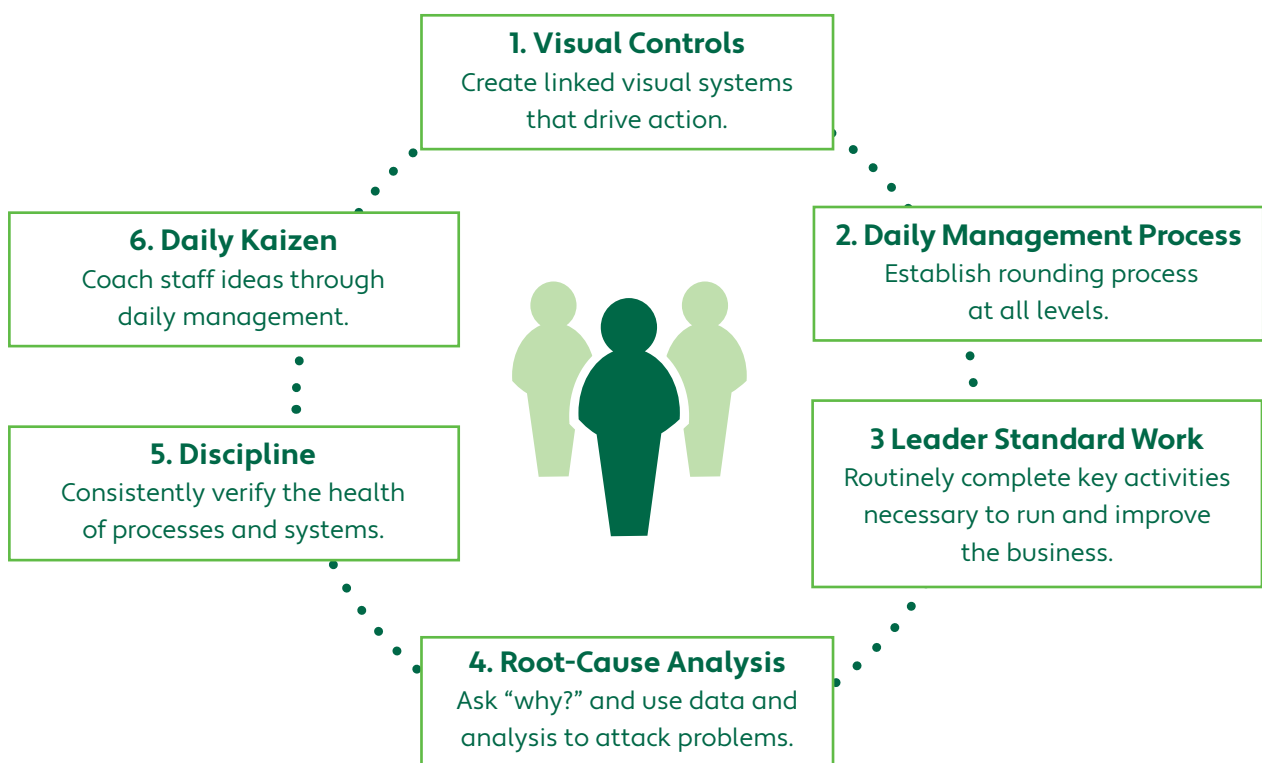 1. Visual Controls
Create linked visual systems
that drive action.
2. Daily Management Process
Establish rounding process
at all levels.
3 Leader Standard Work
Routinely complete key activities
necessary to run and improve
the business.
4. Root-Cause Analysis
Ask “why?” and use data and
analysis to attack problems.
5. Discipline
Consistently verify the health
of processes and systems.
6. Daily Kaizen
Coach staff ideas through
daily management.